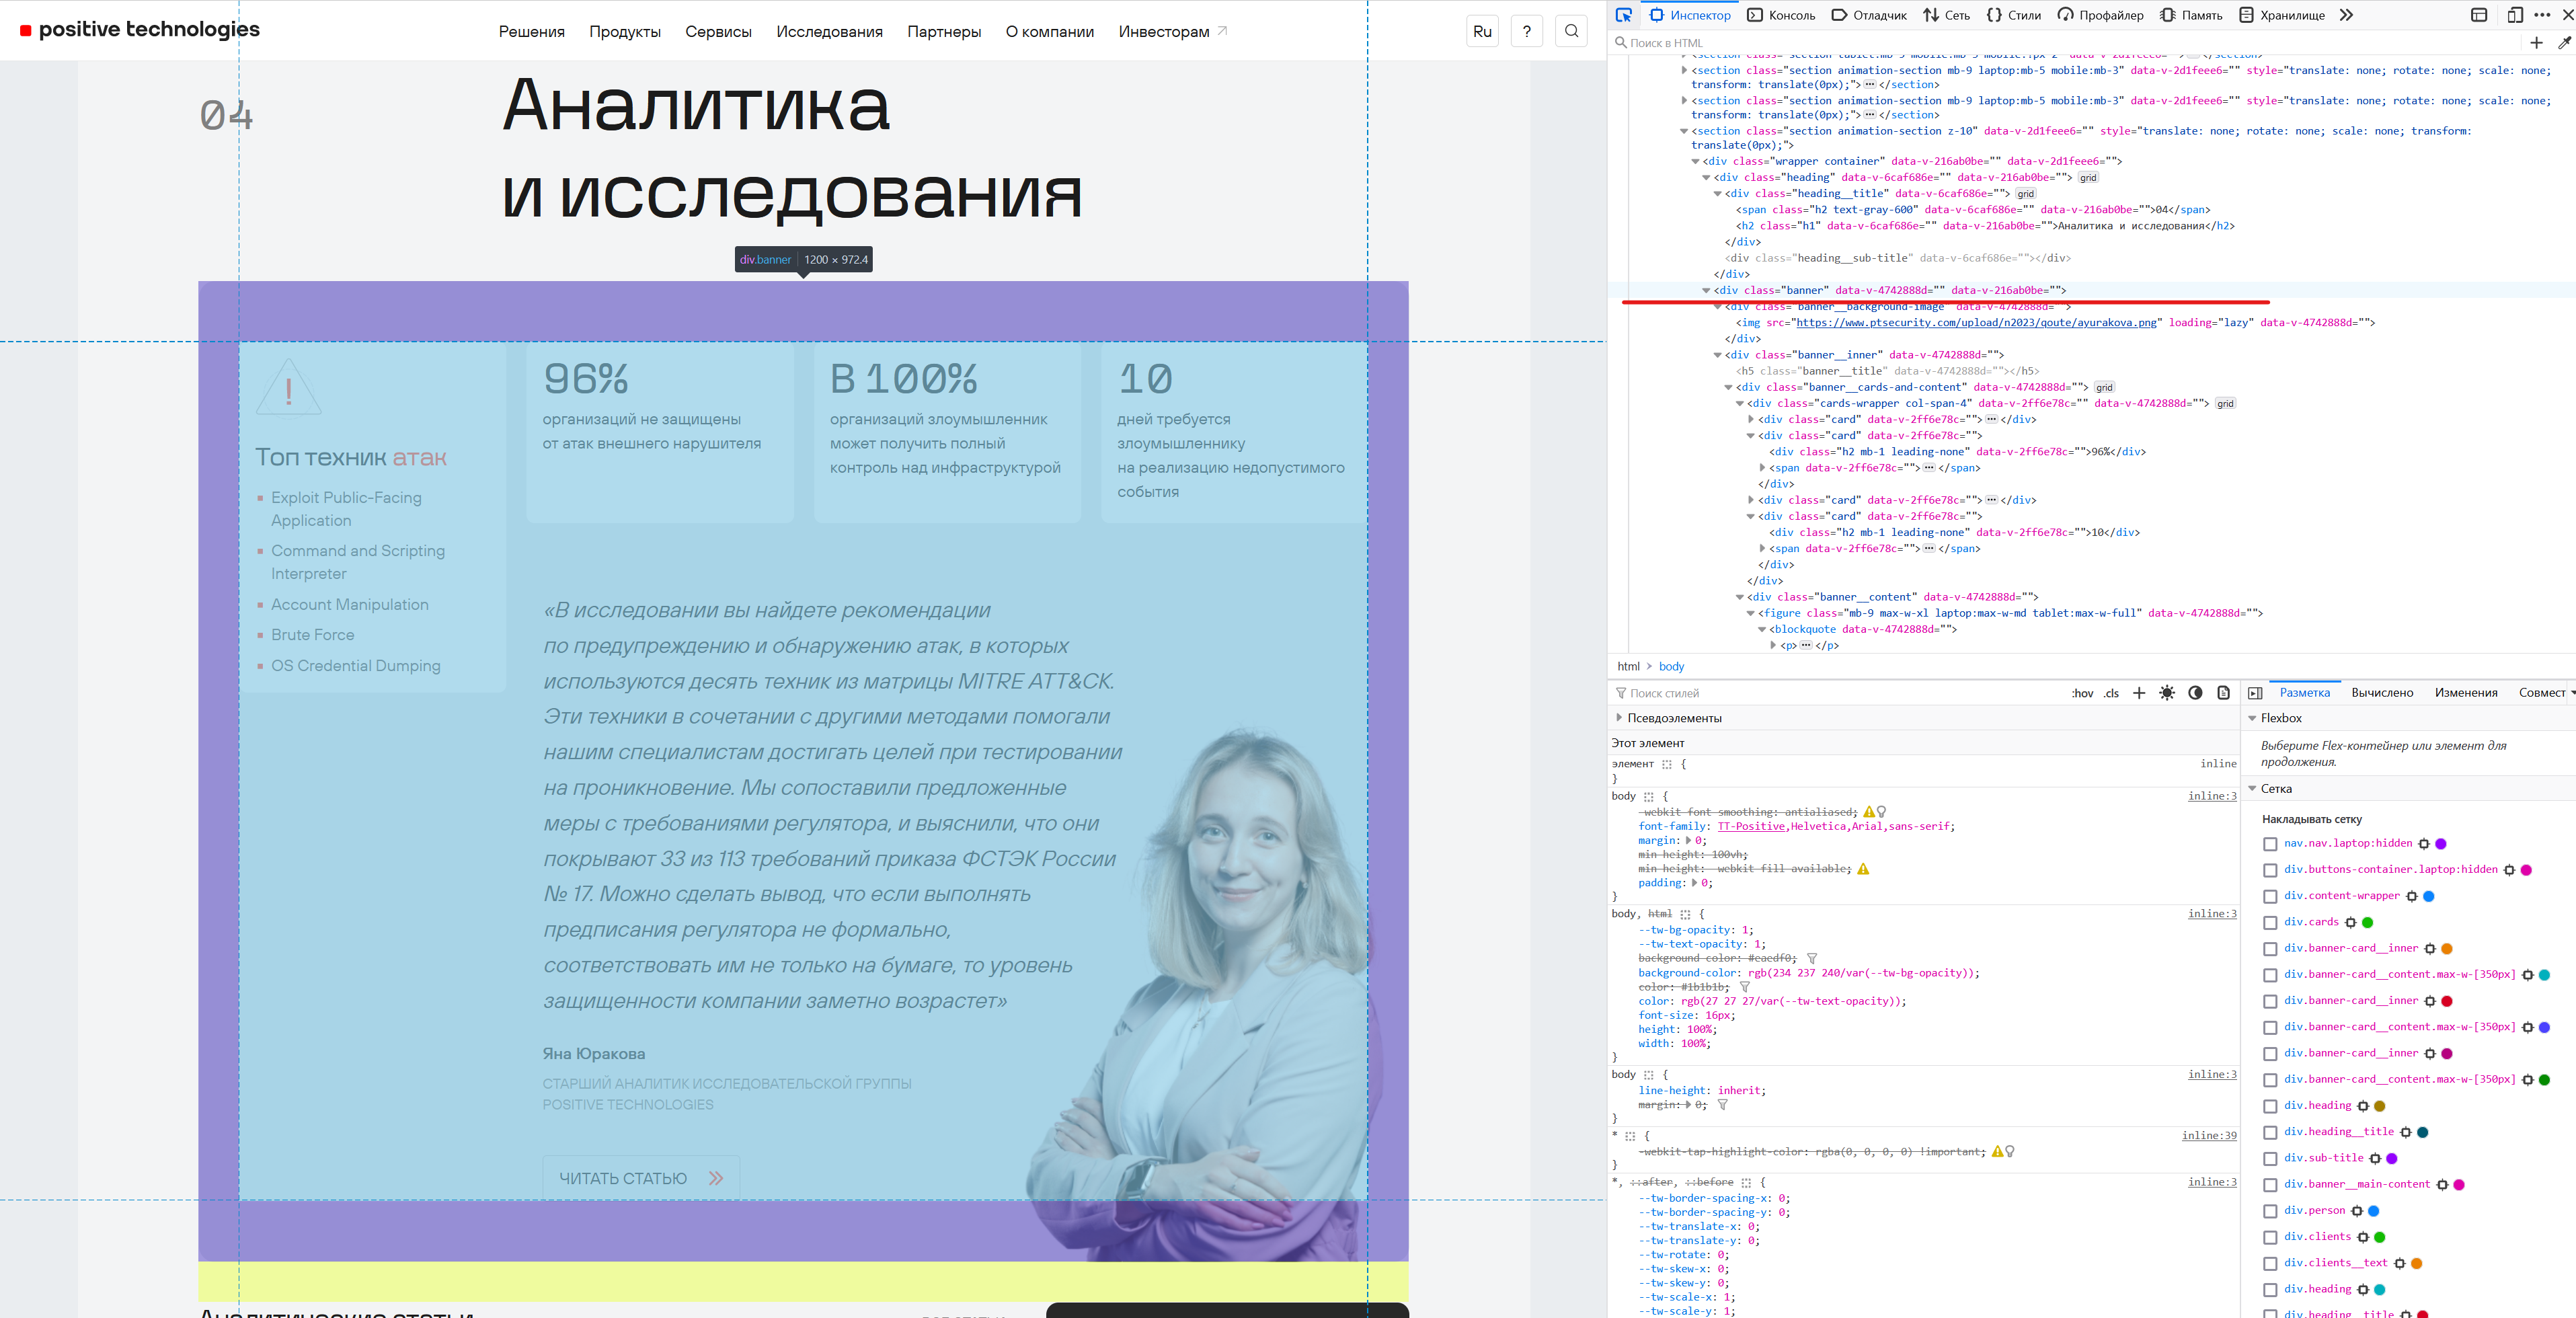 positive technologies
Решения Продукты Сервисы Исследования Партнеры О компании Инвесторам
Ru ?
04
Аналитика
и исследования
div.banner 1200 × 972.4
!
Топ техник атак
Exploit Public-Facing
Application
Command and Scripting
Interpreter
Account Manipulation
Brute Force
OS Credential Dumping
96%
организаций не защищены
от атак внешнего нарушителя
В 100%
организаций злоумышленник
может получить полный
контроль над инфраструктурой
10
дней требуется
злоумышленнику
на реализацию недопустимого
события
«В исследовании вы найдете рекомендации
по предупреждению и обнаружению атак, в которых
используются десять техник из матрицы MITRE ATT&CK.
Эти техники в сочетании с другими методами помогали
нашим специалистам достигать целей при тестировании
на проникновение. Мы сопоставили предложенные
меры с требованиями регулятора, и выяснили, что они
покрывают 33 из 113 требований приказа ФСТЭК России
№ 17. Можно сделать вывод, что если выполнять
предписания регулятора не формально,
соответствовать им не только на бумаге, то уровень
защищенности компании заметно возрастет»
Яна Юракова
СТАРШИЙ АНАЛИТИК ИССЛЕДОВАТЕЛЬСКОЙ ГРУППЫ
POSITIVE TECHNOLOGIES
ЧИТАТЬ СТАТЬЮ
Аналитические статьи
Инспектор Консоль Отладчик Сеть Стили Профайлер Память Хранилище
Поиск в HTML
<section class="section animation-section mb-9 laptop:mb-5 mobile:mb-3" data-v-2d1feee6="" style="translate: none; rotate: none; scale: none;
transform: translate(0px);"></section>
<section class="section animation-section mb-9 laptop:mb-5 mobile:mb-3" data-v-2d1feee6="" style="translate: none; rotate: none; scale: none;
transform: translate(0px);"></section>
<section class="section animation-section z-10" data-v-2d1feee6="" style="translate: none; rotate: none; scale: none; transform:
translate(0px);">
<div class="wrapper container" data-v-216ab0be="" data-v-2d1feee6="">
<div class="heading" data-v-6caf686e="" data-v-216ab0be=""> grid
<div class="heading__title" data-v-6caf686e=""> grid
<span class="h2 text-gray-600" data-v-6caf686e="" data-v-216ab0be="">04</span>
<h2 class="h1" data-v-6caf686e="" data-v-216ab0be="">Аналитика и исследования</h2>
</div>
<div class="heading__sub-title" data-v-6caf686e=""></div>
</div>
<div class="banner" data-v-4742888d="" data-v-216ab0be="">
<div class="banner__background-image" data-v-4742888d="">
<img src="https://www.ptsecurity.com/upload/n2023/qoute/ayurakova.png" loading="lazy" data-v-4742888d="">
</div>
<div class="banner__inner" data-v-4742888d="">
<h5 class="banner__title" data-v-4742888d=""></h5>
<div class="banner__cards-and-content" data-v-4742888d=""> grid
<div class="cards-wrapper col-span-4" data-v-2ff6e78c="" data-v-4742888d=""> grid
<div class="card" data-v-2ff6e78c=""></div>
<div class="card" data-v-2ff6e78c="">
<div class="h2 mb-1 leading-none" data-v-2ff6e78c="">96%</div>
<span data-v-2ff6e78c=""></span>
</div>
<div class="card" data-v-2ff6e78c=""></div>
<div class="card" data-v-2ff6e78c="">
<div class="h2 mb-1 leading-none" data-v-2ff6e78c="">10</div>
<span data-v-2ff6e78c=""></span>
</div>
</div>
<div class="banner__content" data-v-4742888d="">
<figure class="mb-9 max-w-xl laptop:max-w-md tablet:max-w-full" data-v-4742888d="">
<blockquote data-v-4742888d="">
<p></p>
html body
Поиск стилей :hov .cls
Псевдоэлементы
Этот элемент
элемент { inline
}
body { inline:3
-webkit-font-smoothing: antialiased;
font-family: TT-Positive,Helvetica,Arial,sans-serif;
margin: 0;
min-height: 100vh;
min-height: -webkit-fill-available;
padding: 0;
}
body, html { inline:3
--tw-bg-opacity: 1;
--tw-text-opacity: 1;
background-color: #eaedf0;
background-color: rgb(234 237 240/var(--tw-bg-opacity));
color: #1b1b1b;
color: rgb(27 27 27/var(--tw-text-opacity));
font-size: 16px;
height: 100%;
width: 100%;
}
body { inline:3
line-height: inherit;
margin: 0;
}
* { inline:39
-webkit-tap-highlight-color: rgba(0, 0, 0, 0) !important;
}
*, ::after, ::before { inline:3
--tw-border-spacing-x: 0;
--tw-border-spacing-y: 0;
--tw-translate-x: 0;
--tw-translate-y: 0;
--tw-rotate: 0;
--tw-skew-x: 0;
--tw-skew-y: 0;
--tw-scale-x: 1;
--tw-scale-y: 1;
Разметка Вычислено Изменения Совмест
Flexbox
Выберите Flex-контейнер или элемент для
продолжения.
Сетка
Накладывать сетку
nav.nav.laptop:hidden
div.buttons-container.laptop:hidden
div.content-wrapper
div.cards
div.banner-card__inner
div.banner-card__content.max-w-[350px]
div.banner-card__inner
div.banner-card__content.max-w-[350px]
div.banner-card__inner
div.banner-card__content.max-w-[350px]
div.heading
div.heading__title
div.sub-title
div.banner__main-content
div.person
div.clients
div.clients__text
div.heading
div.heading__title